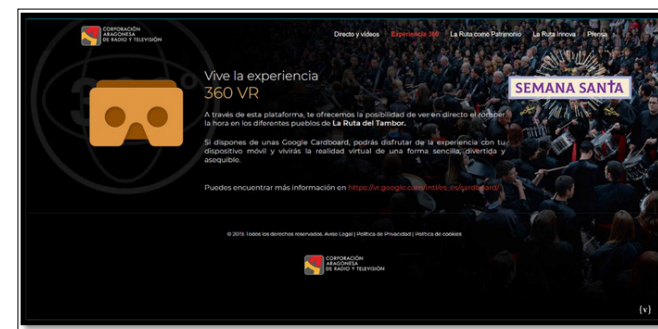 CORPORACIÓN
ARAGONESA
DE RADIO Y TELEVISIÓN
Directo y vídeos Experiencia 360 La Ruta como Patrimonio La Ruta Innova Prensa
Vive la experiencia
360 VR
SEMANA SANTA
A través de esta plataforma, te ofrecemos la posibilidad de ver en directo el romper
la hora en los diferentes pueblos de La Ruta del Tambor.
Si dispones de unas Google Cardboard, podrás disfrutar de la experiencia con tu
dispositivo móvil y vivirás la realidad virtual de una forma sencilla, divertida y
asequible.
Puedes encontrar más información en https://vr.google.com/intl/es_es/cardboard/
© 2019. Todos los derechos reservados. Aviso Legal | Política de Privacidad | Política de cookies
CORPORACIÓN
ARAGONESA
DE RADIO Y TELEVISIÓN
{v}